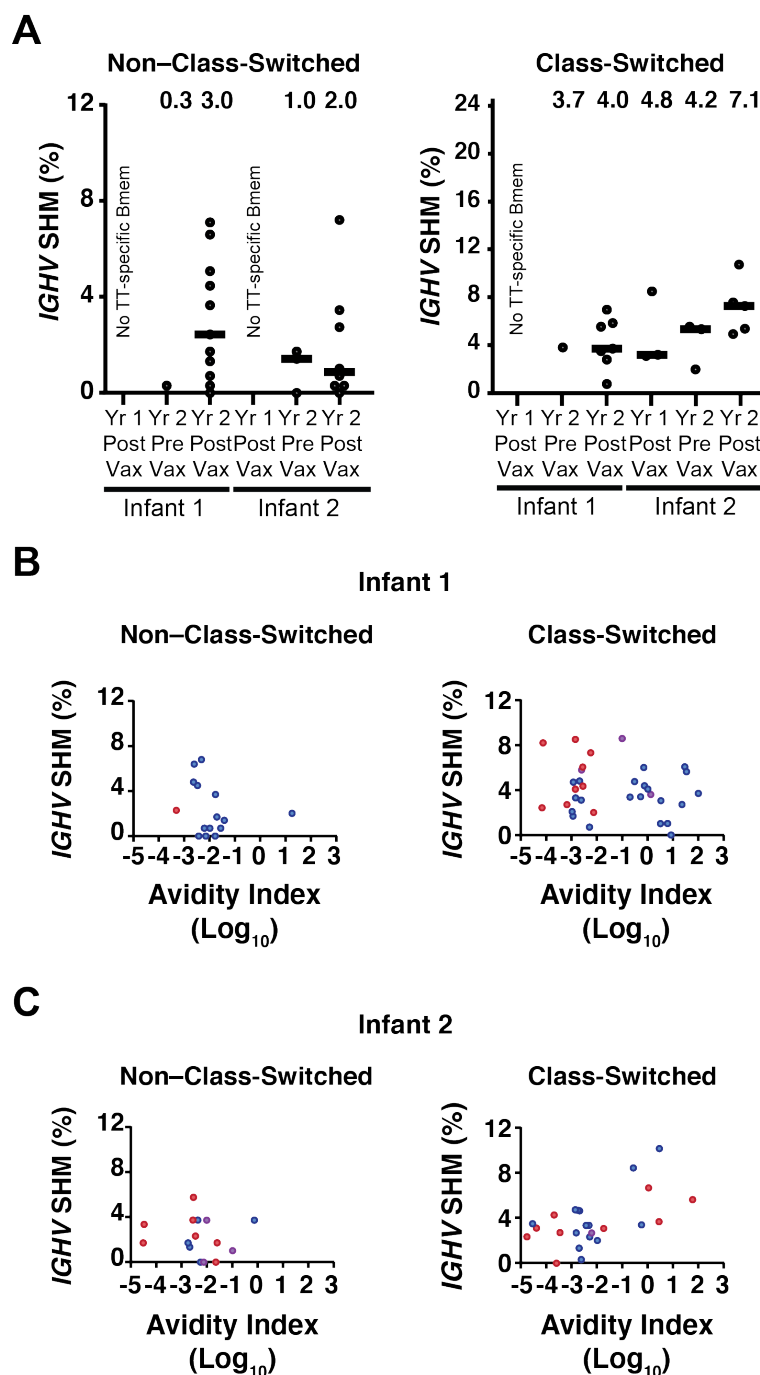 A
Non–Class-Switched
Class-Switched
0.3 3.0 1.0 2.0
3.7 4.0 4.8 4.2 7.1
IGHV SHM (%)
12
8
4
0
No TT-specific Bmem
No TT-specific Bmem
Yr 1 Yr 2 Yr 2 Yr 1 Yr 2 Yr 2
Post Pre Post Post Pre Post
Vax Vax Vax Vax Vax Vax
Infant 1 Infant 2
IGHV SHM (%)
24
20
16
12
8
4
0
No TT-specific Bmem
Yr 1 Yr 2 Yr 2 Yr 1 Yr 2 Yr 2
Post Pre Post Post Pre Post
Vax Vax Vax Vax Vax Vax
Infant 1 Infant 2
B
Infant 1
Non–Class-Switched
Class-Switched
IGHV SHM (%)
12
8
4
0
-5 -4 -3 -2 -1 0 1 2 3
Avidity Index
(Log10)
IGHV SHM (%)
12
8
4
0
-5 -4 -3 -2 -1 0 1 2 3
Avidity Index
(Log10)
C
Infant 2
Non–Class-Switched
Class-Switched
IGHV SHM (%)
12
8
4
0
-5 -4 -3 -2 -1 0 1 2 3
Avidity Index
(Log10)
IGHV SHM (%)
12
8
4
0
-5 -4 -3 -2 -1 0 1 2 3
Avidity Index
(Log10)